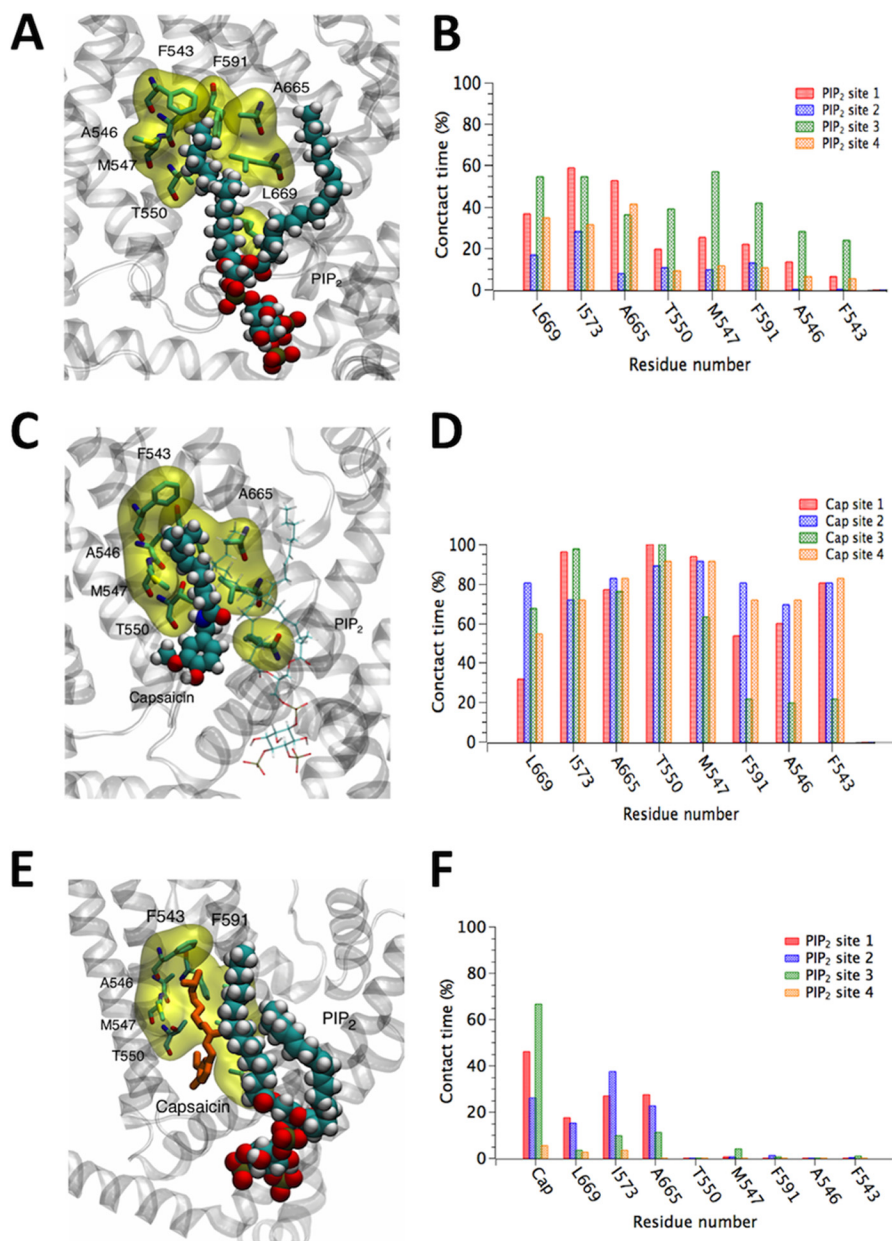 A
F543
F591
A665
A546
M547
L669
T550
PIP2
B
Conctact time (%)
100
80
60
40
20
0
PIP2 site 1
PIP2 site 2
PIP2 site 3
PIP2 site 4
L669 I573 A665 T550 M547 F591 A546 F543
Residue number
C
F543
A665
A546
M547
T550
PIP2
Capsaicin
D
Conctact time (%)
100
80
60
40
20
0
Cap site 1
Cap site 2
Cap site 3
Cap site 4
L669 I573 A665 T550 M547 F591 A546 F543
Residue number
E
F543
F591
A546
M547
PIP2
T550
Capsaicin
F
Contact time (%)
100
80
60
40
20
0
PIP2 site 1
PIP2 site 2
PIP2 site 3
PIP2 site 4
Cap L669 I573 A665 T550 M547 F591 A546 F543
Residue number